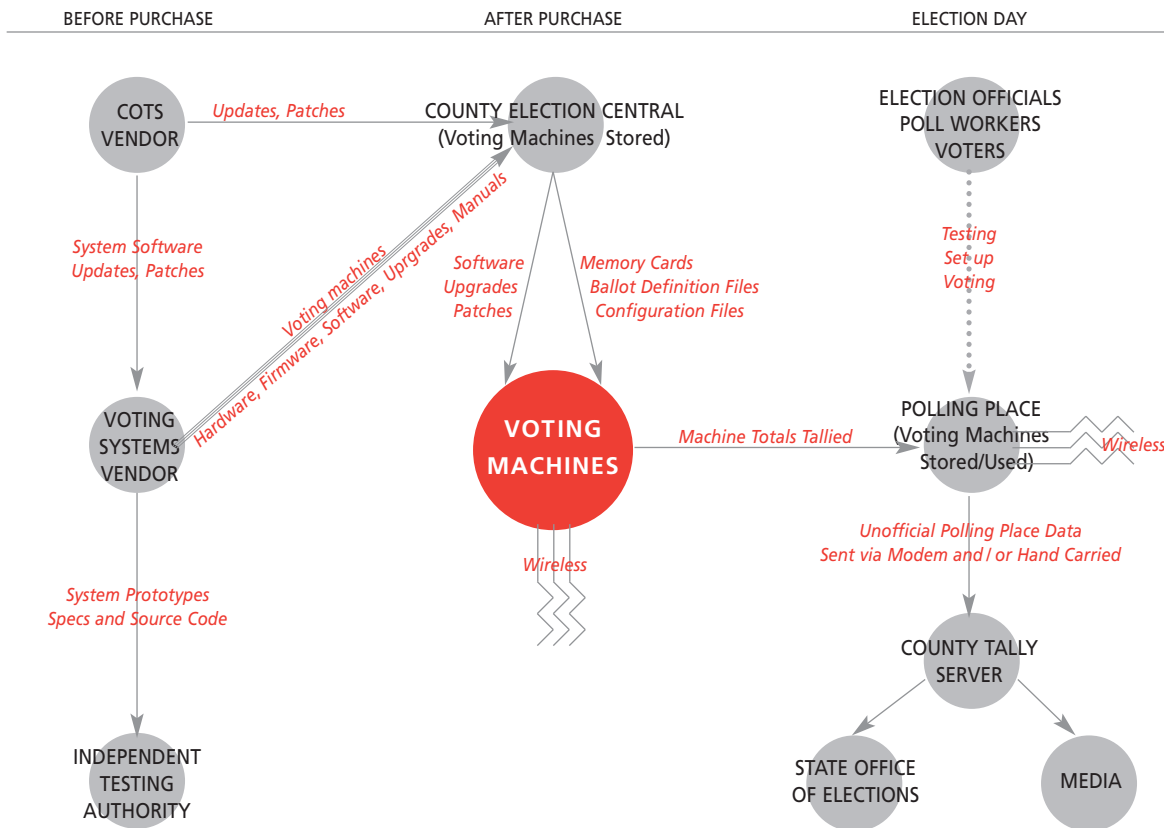 BEFORE PURCHASE
AFTER PURCHASE
ELECTION DAY
COTS
VENDOR
Updates, Patches
COUNTY ELECTION CENTRAL
(Voting Machines Stored)
ELECTION OFFICIALS
POLL WORKERS
VOTERS
System Software
Updates, Patches
Voting machines
Hardware, Firmware, Software, Uprgrades, Manuals
Software
Upgrades
Patches
Memory Cards
Ballot Definition Files
Configuration Files
Testing
Set up
Voting
VOTING
SYSTEMS
VENDOR
VOTING
MACHINES
Machine Totals Tallied
POLLING PLACE
(Voting Machines
Stored/Used)
Wireless
Wireless
Unofficial Polling Place Data
Sent via Modem and / or Hand Carried
System Prototypes
Specs and Source Code
COUNTY TALLY
SERVER
INDEPENDENT
TESTING
AUTHORITY
STATE OFFICE
OF ELECTIONS
MEDIA